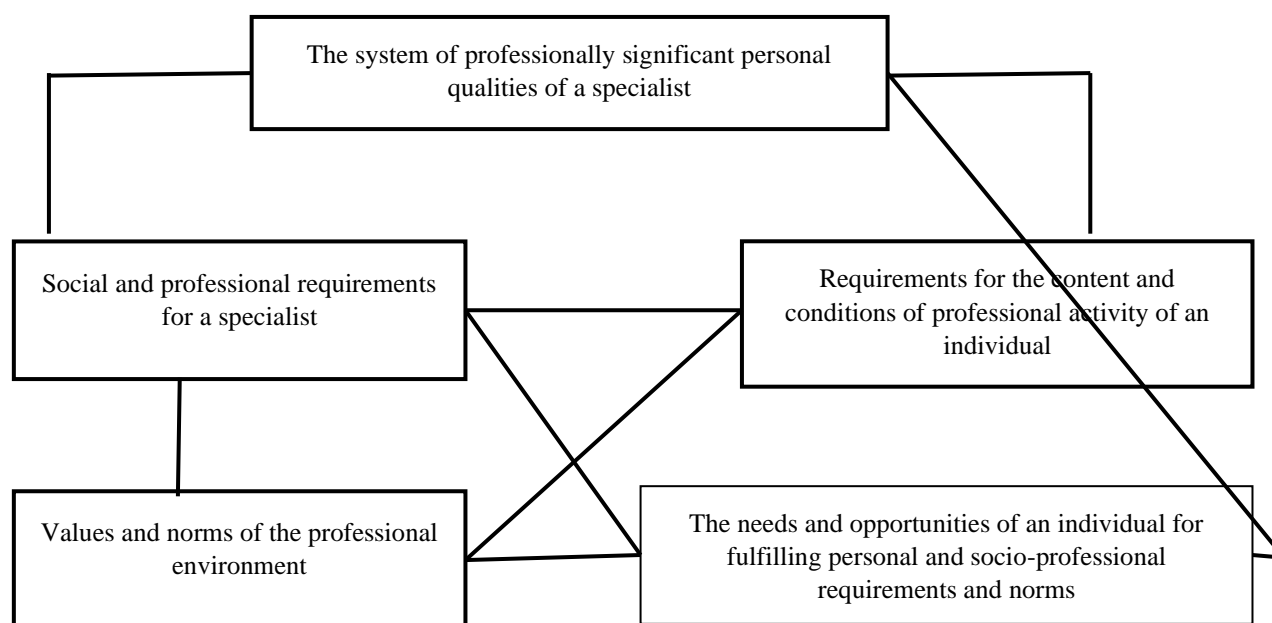 The system of professionally significant personal
qualities of a specialist
Social and professional requirements
for a specialist
Requirements for the content and
conditions of professional activity of an
individual
Values and norms of the professional
environment
The needs and opportunities of an individual for
fulfilling personal and socio-professional
requirements and norms